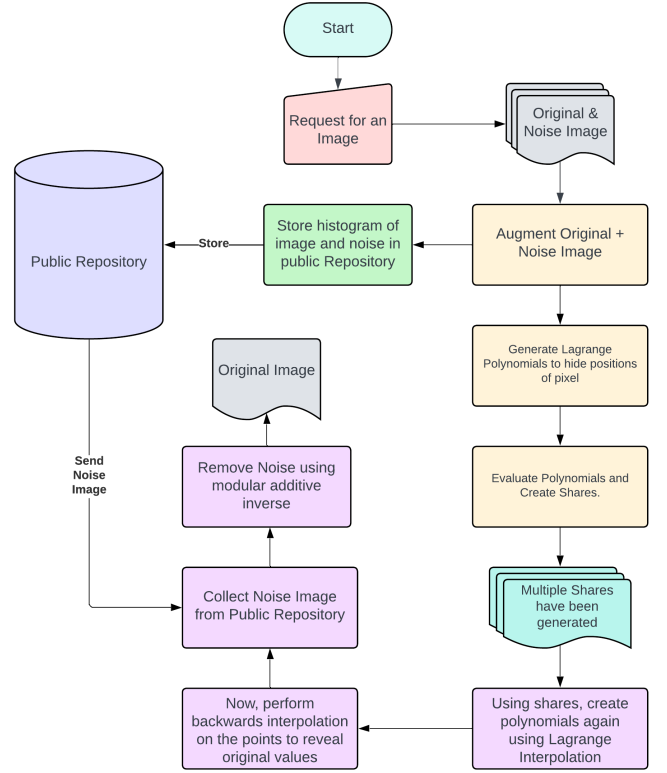 Start
Request for an
Image
Original &
Noise Image
Augment Original +
Noise Image
Store histogram of
image and noise in
public Repository
Store
Public Repository
Generate Lagrange
Polynomials to hide positions
of pixel
Evaluate Polynomials and
Create Shares.
Multiple Shares
have been
generated
Using shares, create
polynomials again
using Lagrange
Interpolation
Now, perform
backwards interpolation
on the points to reveal
original values
Send
Noise
Image
Collect Noise Image
from Public Repository
Remove Noise using
modular additive
inverse
Original Image